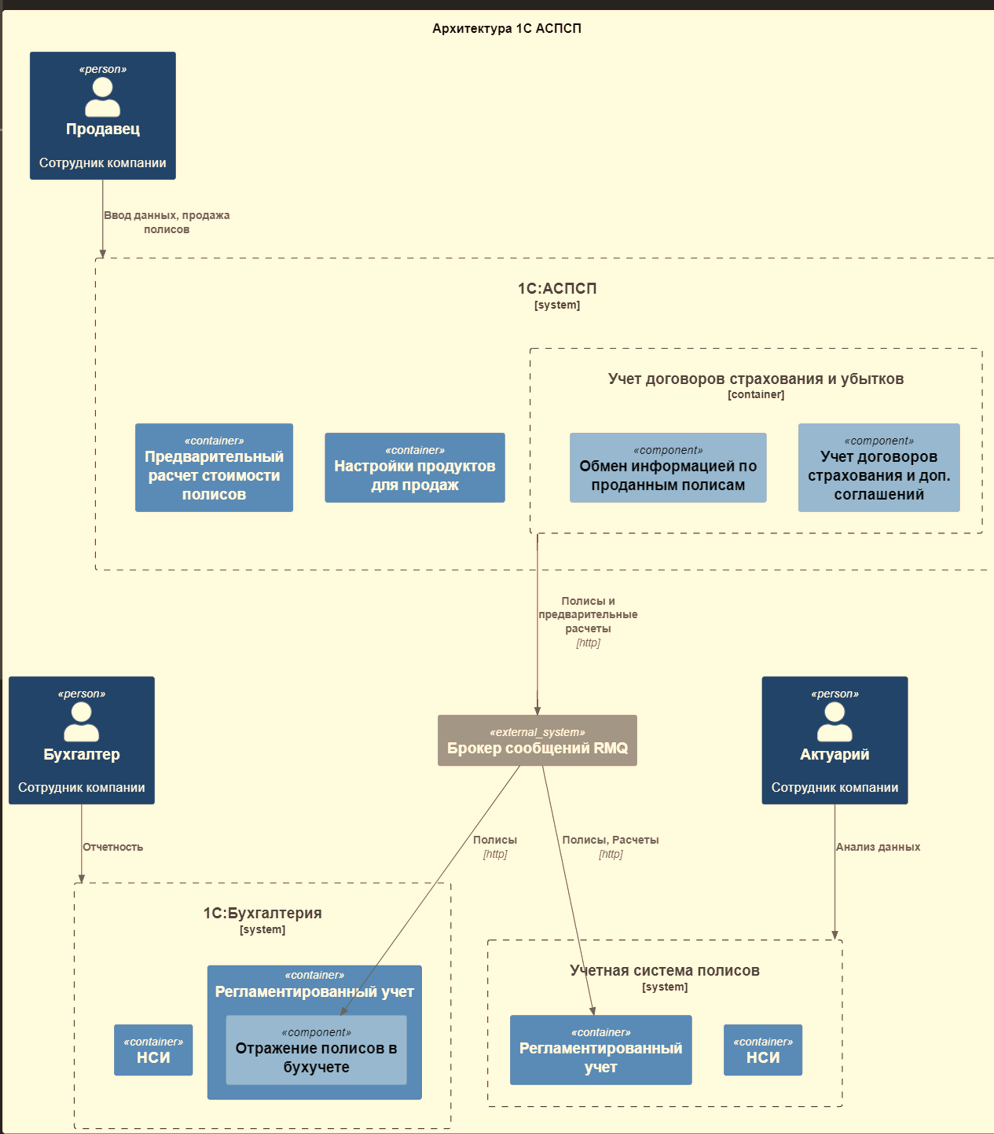 Архитектура 1С АСПСП
«person»
Продавец
Сотрудник компании
Ввод данных, продажа
полисов
1С:АСПСП
[system]
Учет договоров страхования и убытков
[container]
«container»
Предварительный
расчет стоимости
полисов
«container»
Настройки продуктов
для продаж
«component»
Обмен информацией по
проданным полисам
«component»
Учет договоров
страхования и доп.
соглашений
Полисы и
предварительные
расчеты
[http]
«person»
Бухгалтер
Сотрудник компании
«external_system»
Брокер сообщений RMQ
«person»
Актуарий
Сотрудник компании
Отчетность
Полисы
[http]
Полисы, Расчеты
[http]
Анализ данных
1С:Бухгалтерия
[system]
«container»
Регламентированный учет
«component»
Отражение полисов в
бухучете
«container»
НСИ
Учетная система полисов
[system]
«container»
Регламентированный
учет
«container»
НСИ